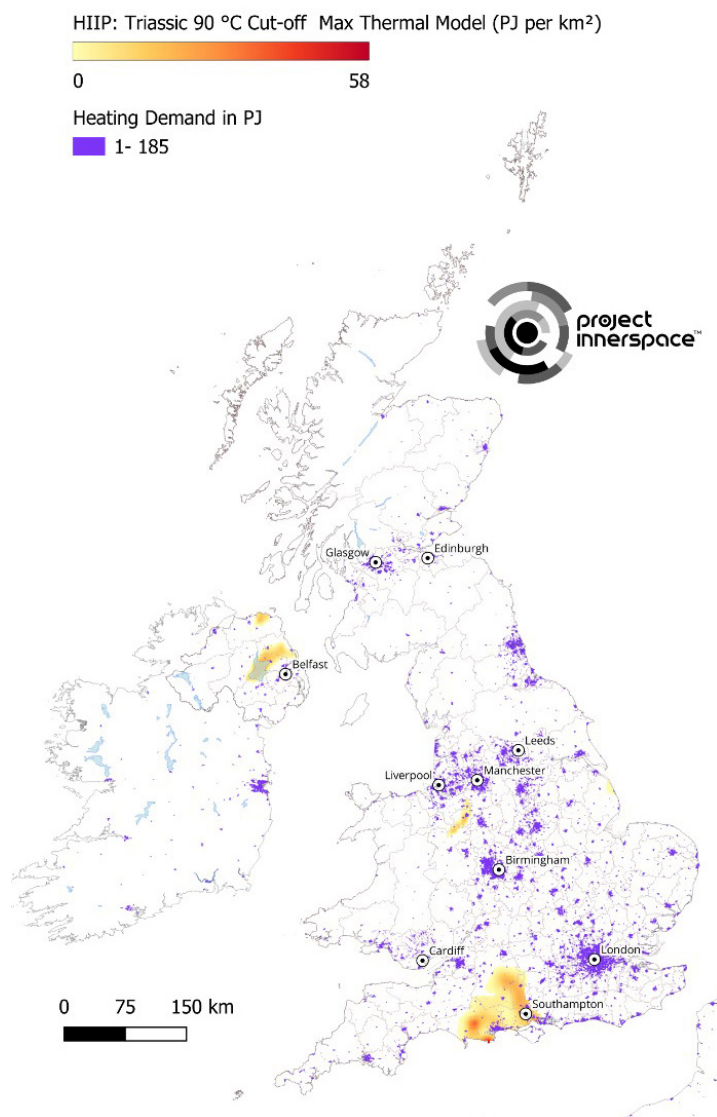 HIIP: Triassic 90 °C Cut-off  Max Thermal Model (PJ per km²)
0 58
Heating Demand in PJ
1- 185
project
innerspace™
Glasgow
Edinburgh
Belfast
Leeds
Liverpool
Manchester
Birmingham
Cardiff
London
0 75 150 km
Southampton